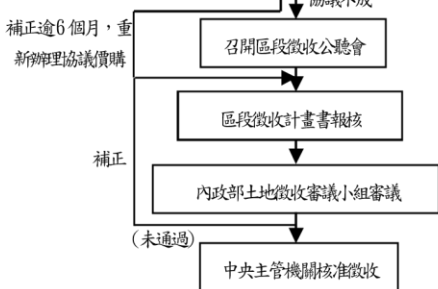 協議不成
補正逾6個月，重
新辦理協議價購
召開區段徵收公聽會
區段徵收計畫書報核
補正
內政部土地徵收審議小組審議
(未通過)
中央主管機關核准徵收